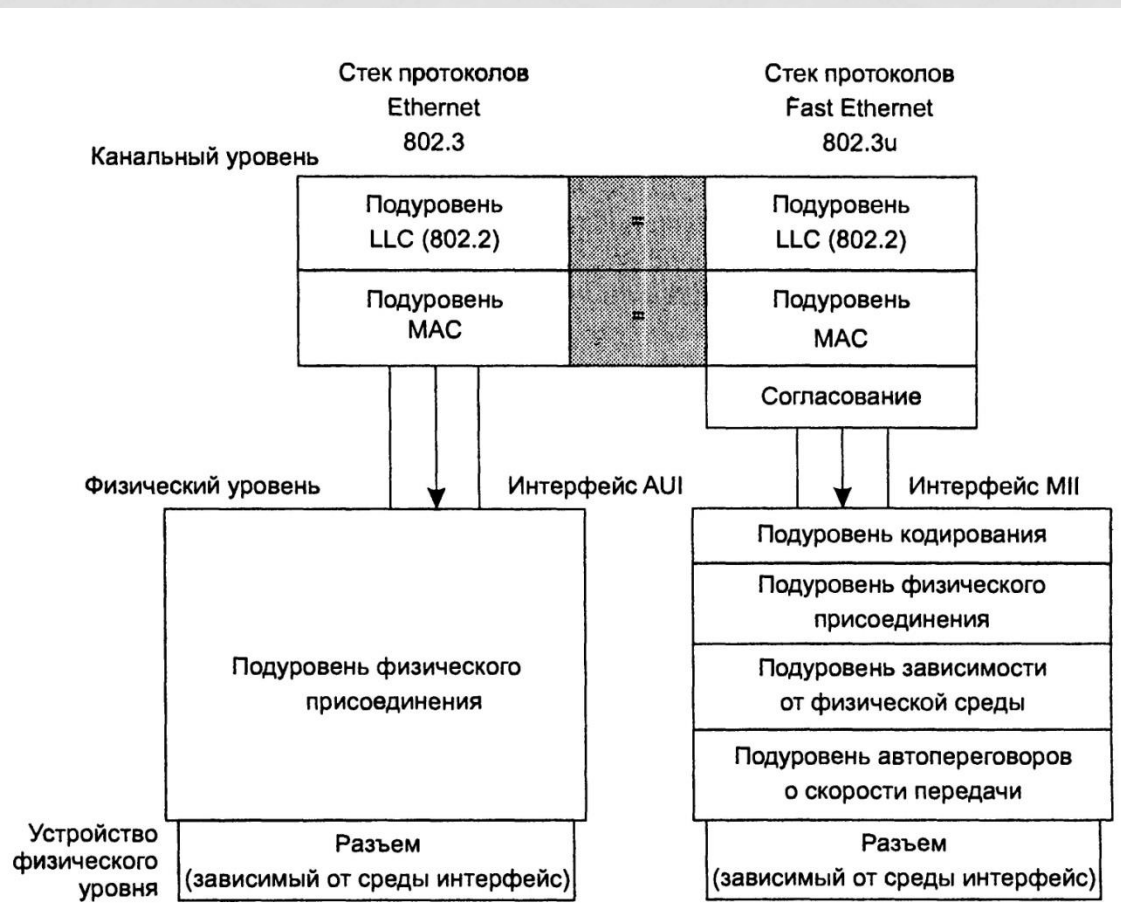 Стек протоколов
Ethernet
802.3
Стек протоколов
Fast Ethernet
802.3u
Канальный уровень
Подуровень
LLC (802.2)
=
Подуровень
LLC (802.2)
Подуровень
MAC
=
Подуровень
MAC
Согласование
Физический уровень
Интерфейс AUI
Интерфейс MII
Подуровень физического
присоединения
Подуровень кодирования
Подуровень физического
присоединения
Подуровень зависимости
от физической среды
Подуровень автопереговоров
о скорости передачи
Устройство
физического
уровня
Разъем
(зависимый от среды интерфейс)
Разъем
(зависимый от среды интерфейс)